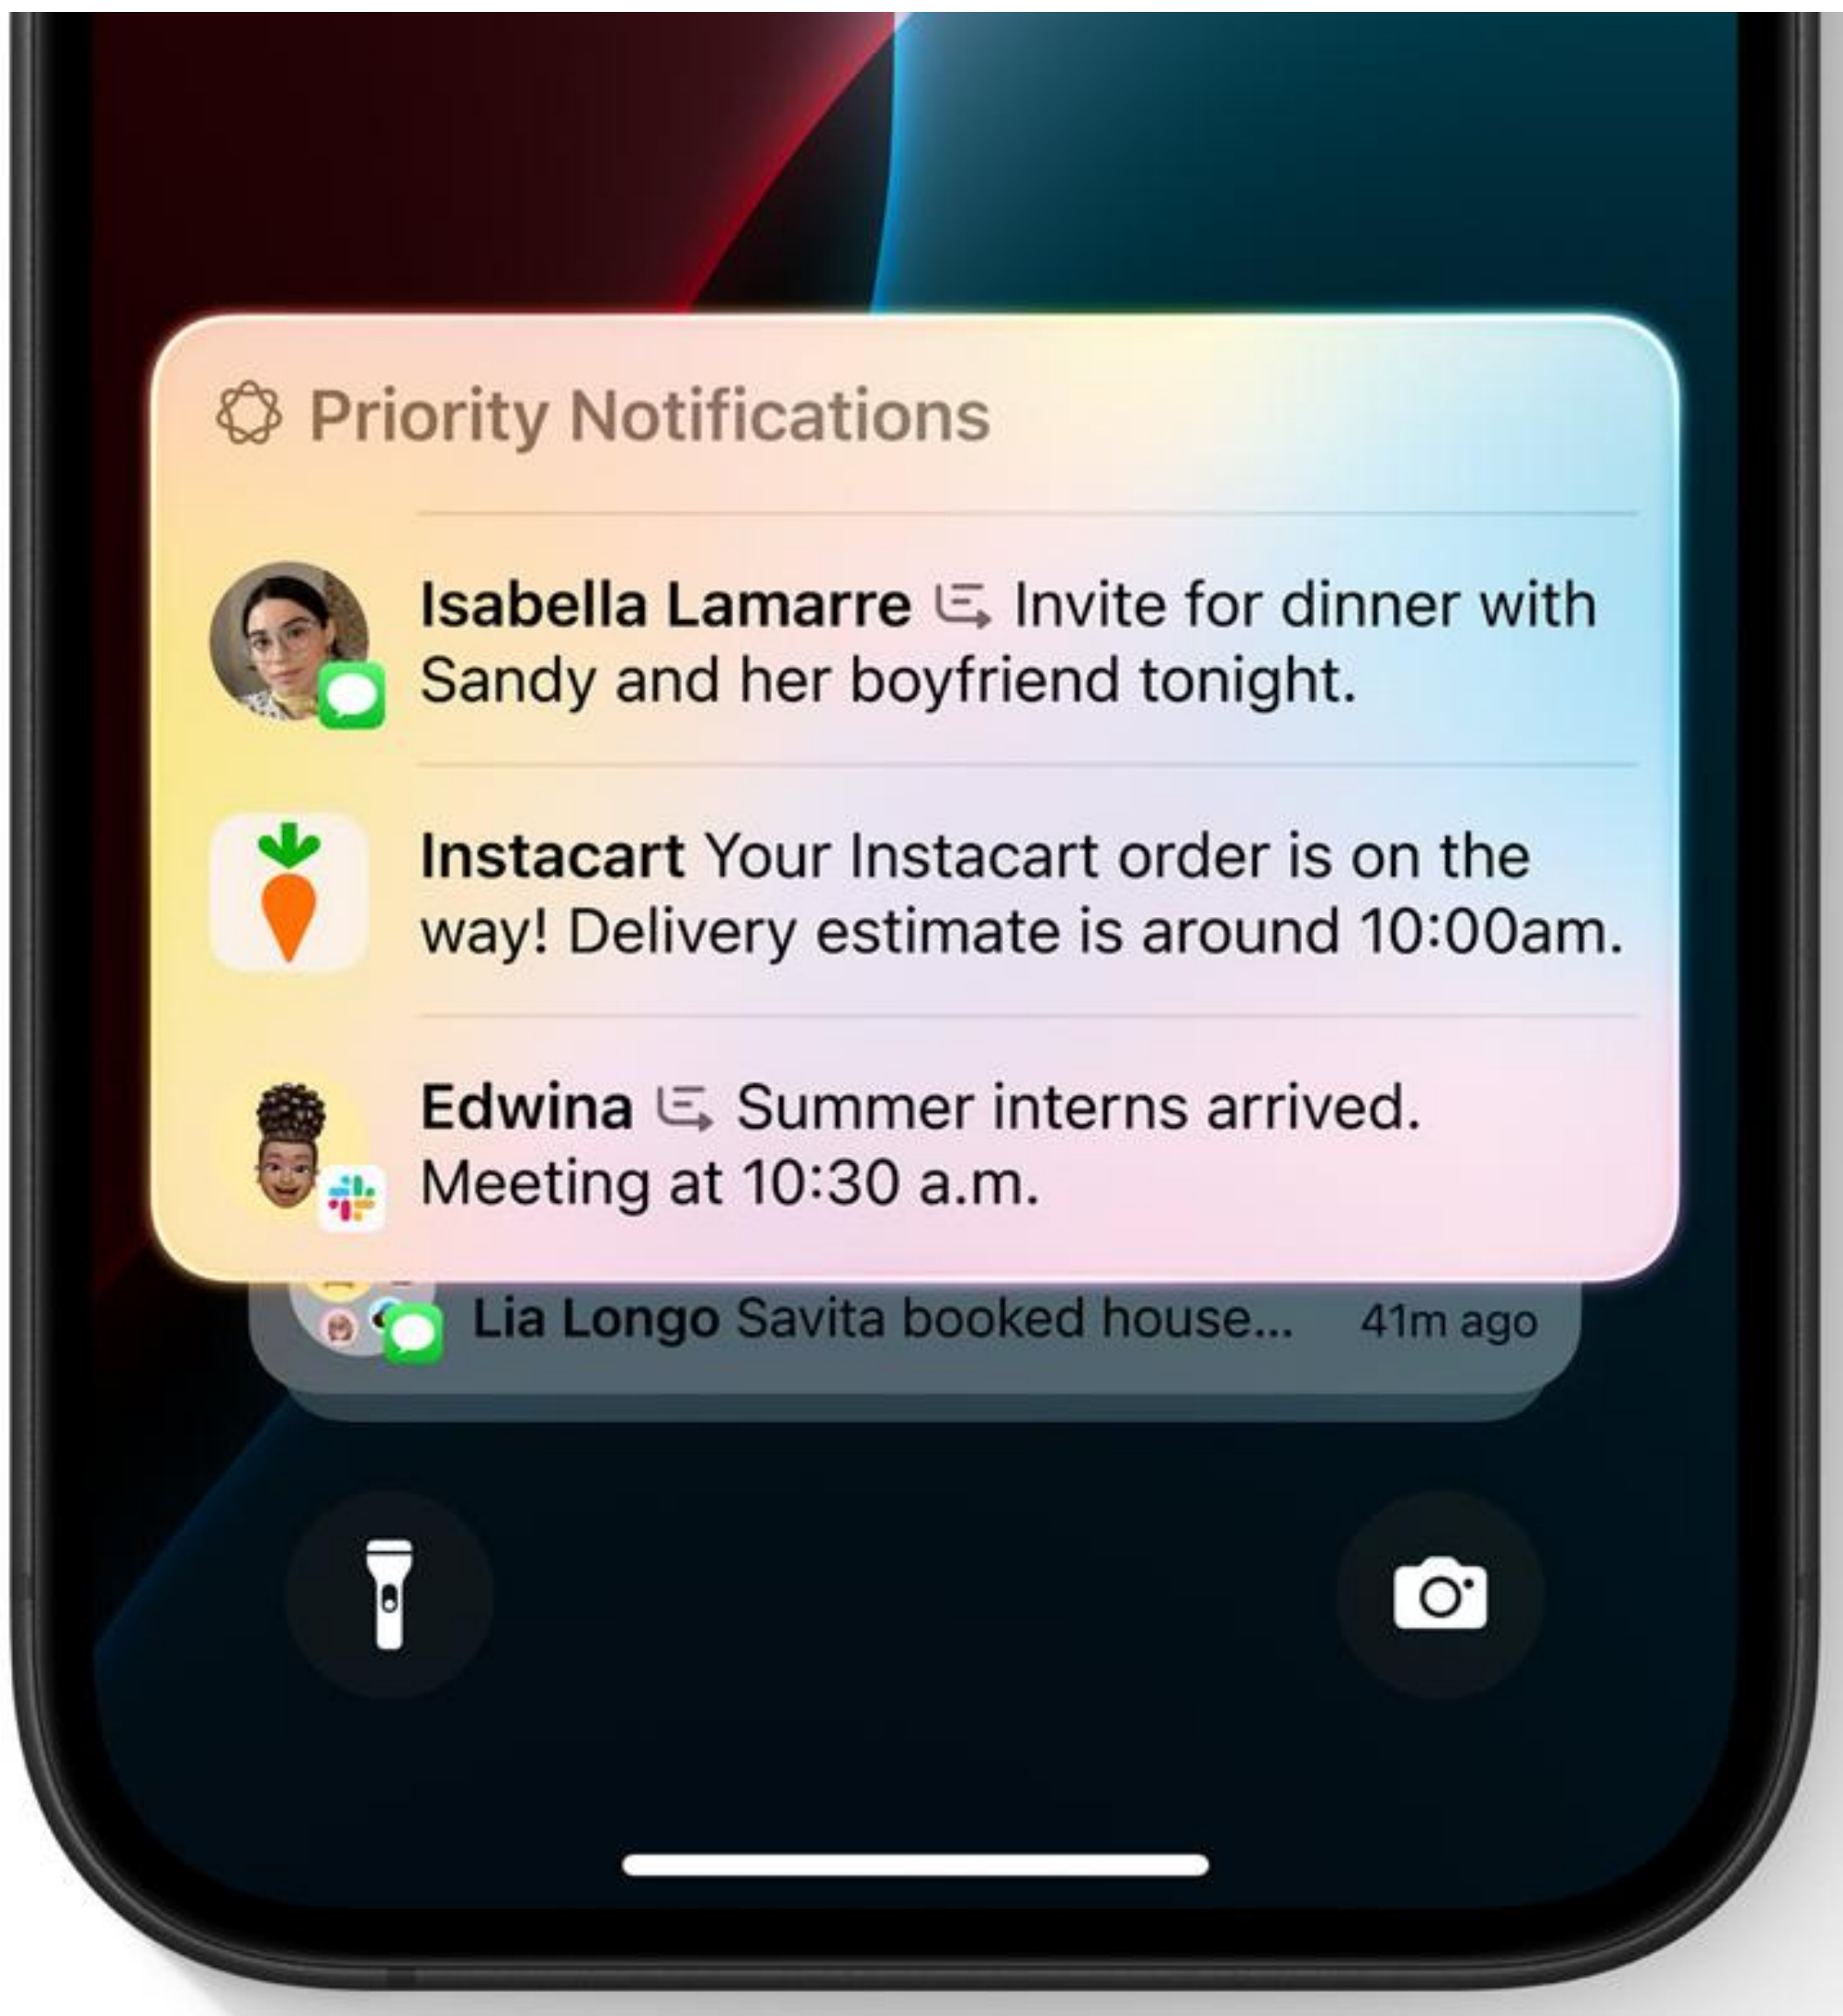 Priority Notifications
Isabella Lamarre Invite for dinner with
Sandy and her boyfriend tonight.
Instacart Your Instacart order is on the
way! Delivery estimate is around 10:00am.
Edwina Summer interns arrived.
Meeting at 10:30 a.m.
Lia Longo Savita booked house... 41m ago